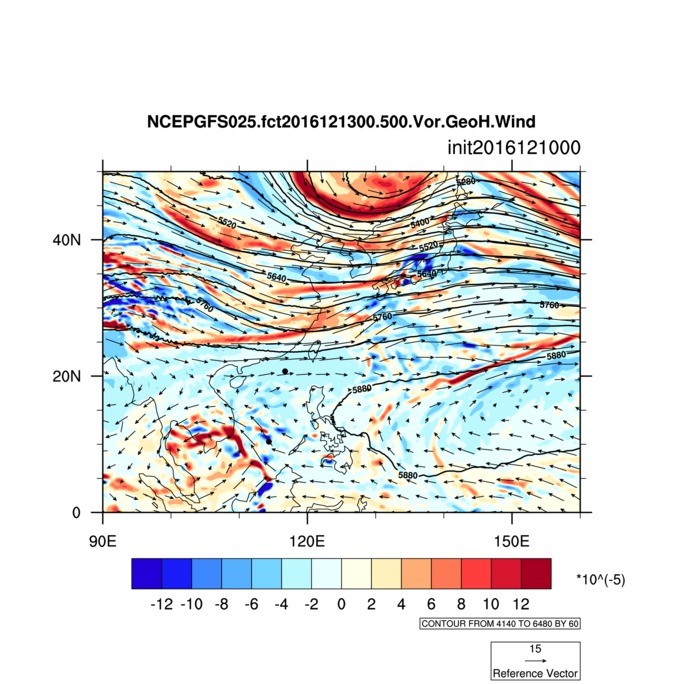 NCEPGFS025.fct2016121300.500.Vor.GeoH.Wind
init2016121000
5280
5520
5400
40N
5520
5640
5640
5760
5760
5760
5880
20N
5880
5880
0
90E 120E 150E
-12 -10 -8 -6 -4 -2 0 2 4 6 8 10 12
*10^(-5)
CONTOUR FROM 4140 TO 6480 BY 60
15
Reference Vector